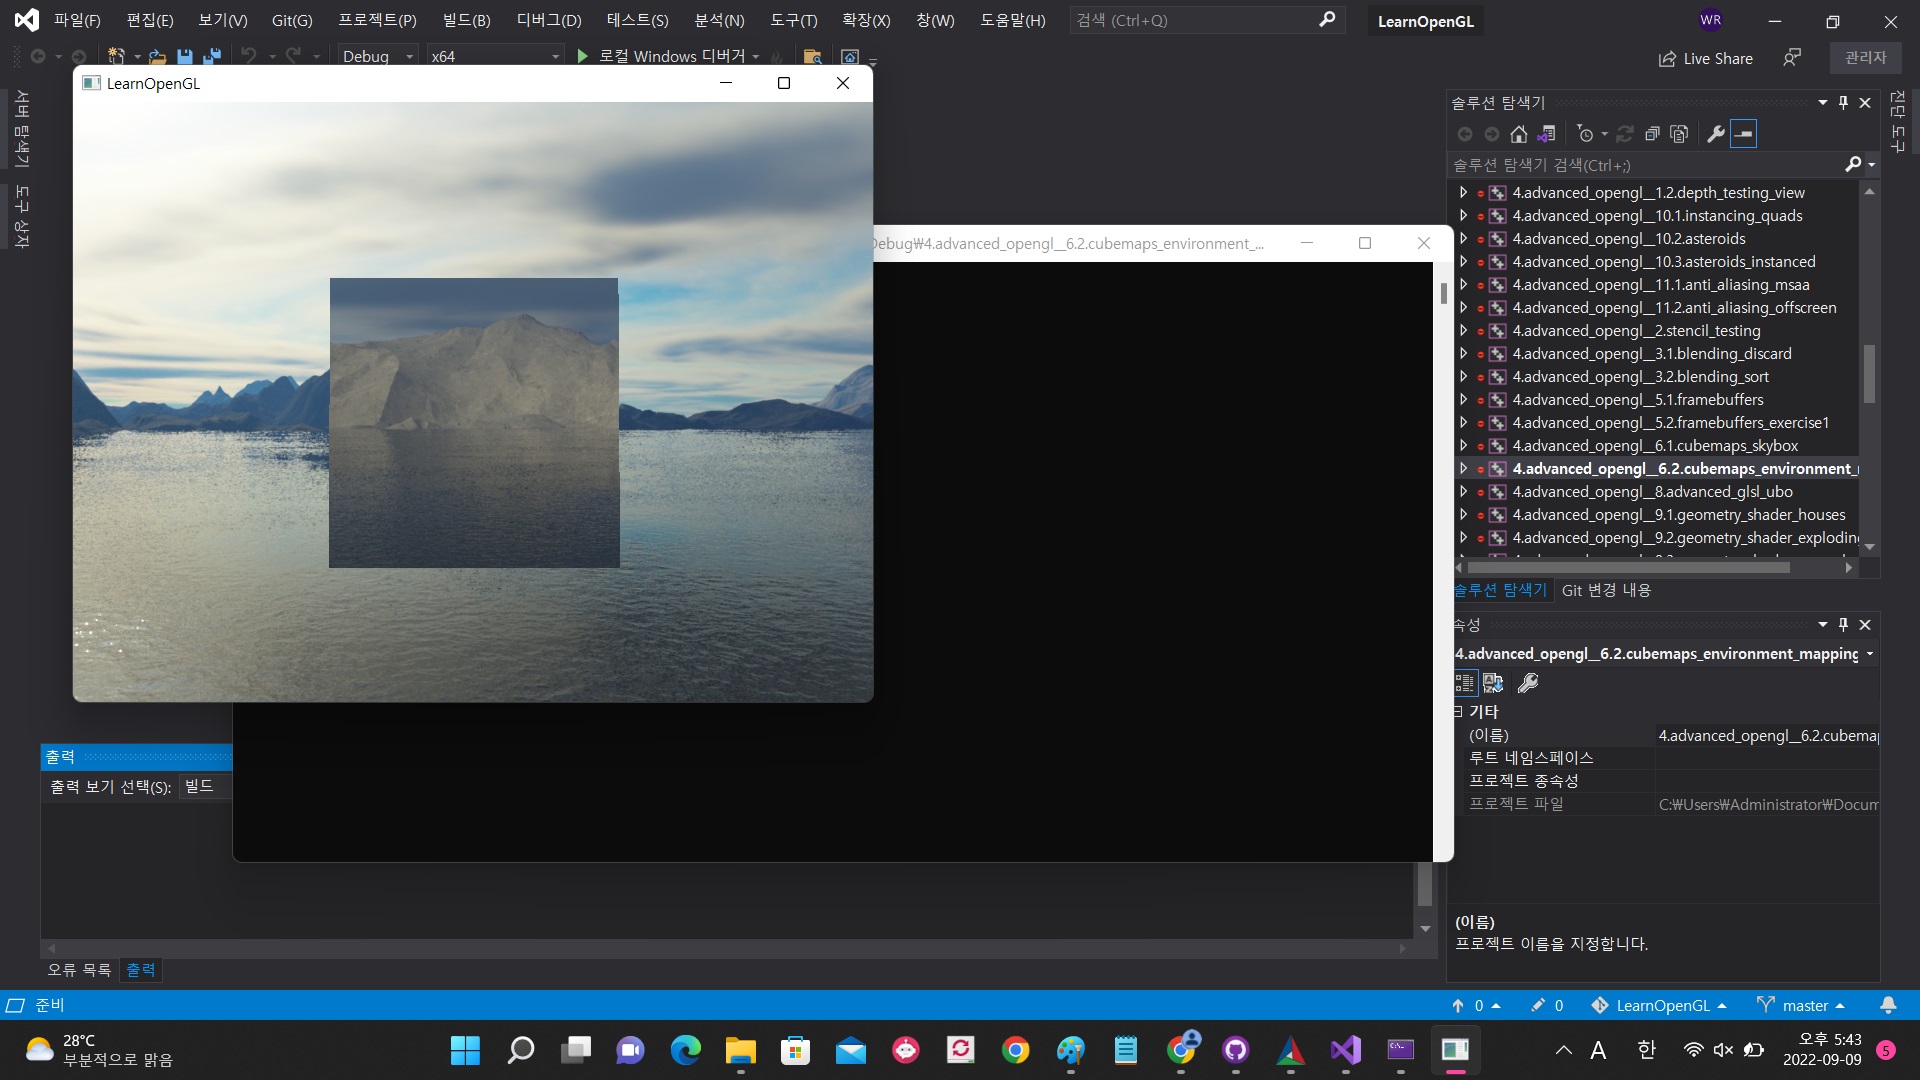 파일(F) 편집(E) 보기(V) Git(G) 프로젝트(P) 빌드(B) 디버그(D) 테스트(S) 분석(N) 도구(T) 확장(X) 창(W) 도움말(H) 검색 (Ctrl+Q) LearnOpenGL WR
Debug x64 로컬 Windows 디버거 Live Share 관리자
LearnOpenGL
서버 탐색기
도구 상자
Debug₩4.advanced_opengl__6.2.cubemaps_environment_...
솔루션 탐색기
솔루션 탐색기 검색(Ctrl+;)
4.advanced_opengl__1.2.depth_testing_view
4.advanced_opengl__10.1.instancing_quads
4.advanced_opengl__10.2.asteroids
4.advanced_opengl__10.3.asteroids_instanced
4.advanced_opengl__11.1.anti_aliasing_msaa
4.advanced_opengl__11.2.anti_aliasing_offscreen
4.advanced_opengl__2.stencil_testing
4.advanced_opengl__3.1.blending_discard
4.advanced_opengl__3.2.blending_sort
4.advanced_opengl__5.1.framebuffers
4.advanced_opengl__5.2.framebuffers_exercise1
4.advanced_opengl__6.1.cubemaps_skybox
4.advanced_opengl__6.2.cubemaps_environment_
4.advanced_opengl__8.advanced_glsl_ubo
4.advanced_opengl__9.1.geometry_shader_houses
4.advanced_opengl__9.2.geometry_shader_exploding
솔루션 탐색기 Git 변경 내용
진단 도구
속성
4.advanced_opengl__6.2.cubemaps_environment_mapping
기타
(이름) 4.advanced_opengl__6.2.cubemap
루트 네임스페이스
프로젝트 종속성
프로젝트 파일 C:₩Users₩Administrator₩Docum
(이름)
프로젝트 이름을 지정합니다.
출력
출력 보기 선택(S): 빌드
오류 목록 출력
준비 0 0 LearnOpenGL master
28°C
부분적으로 맑음
A 한
오후 5:43
2022-09-09
5